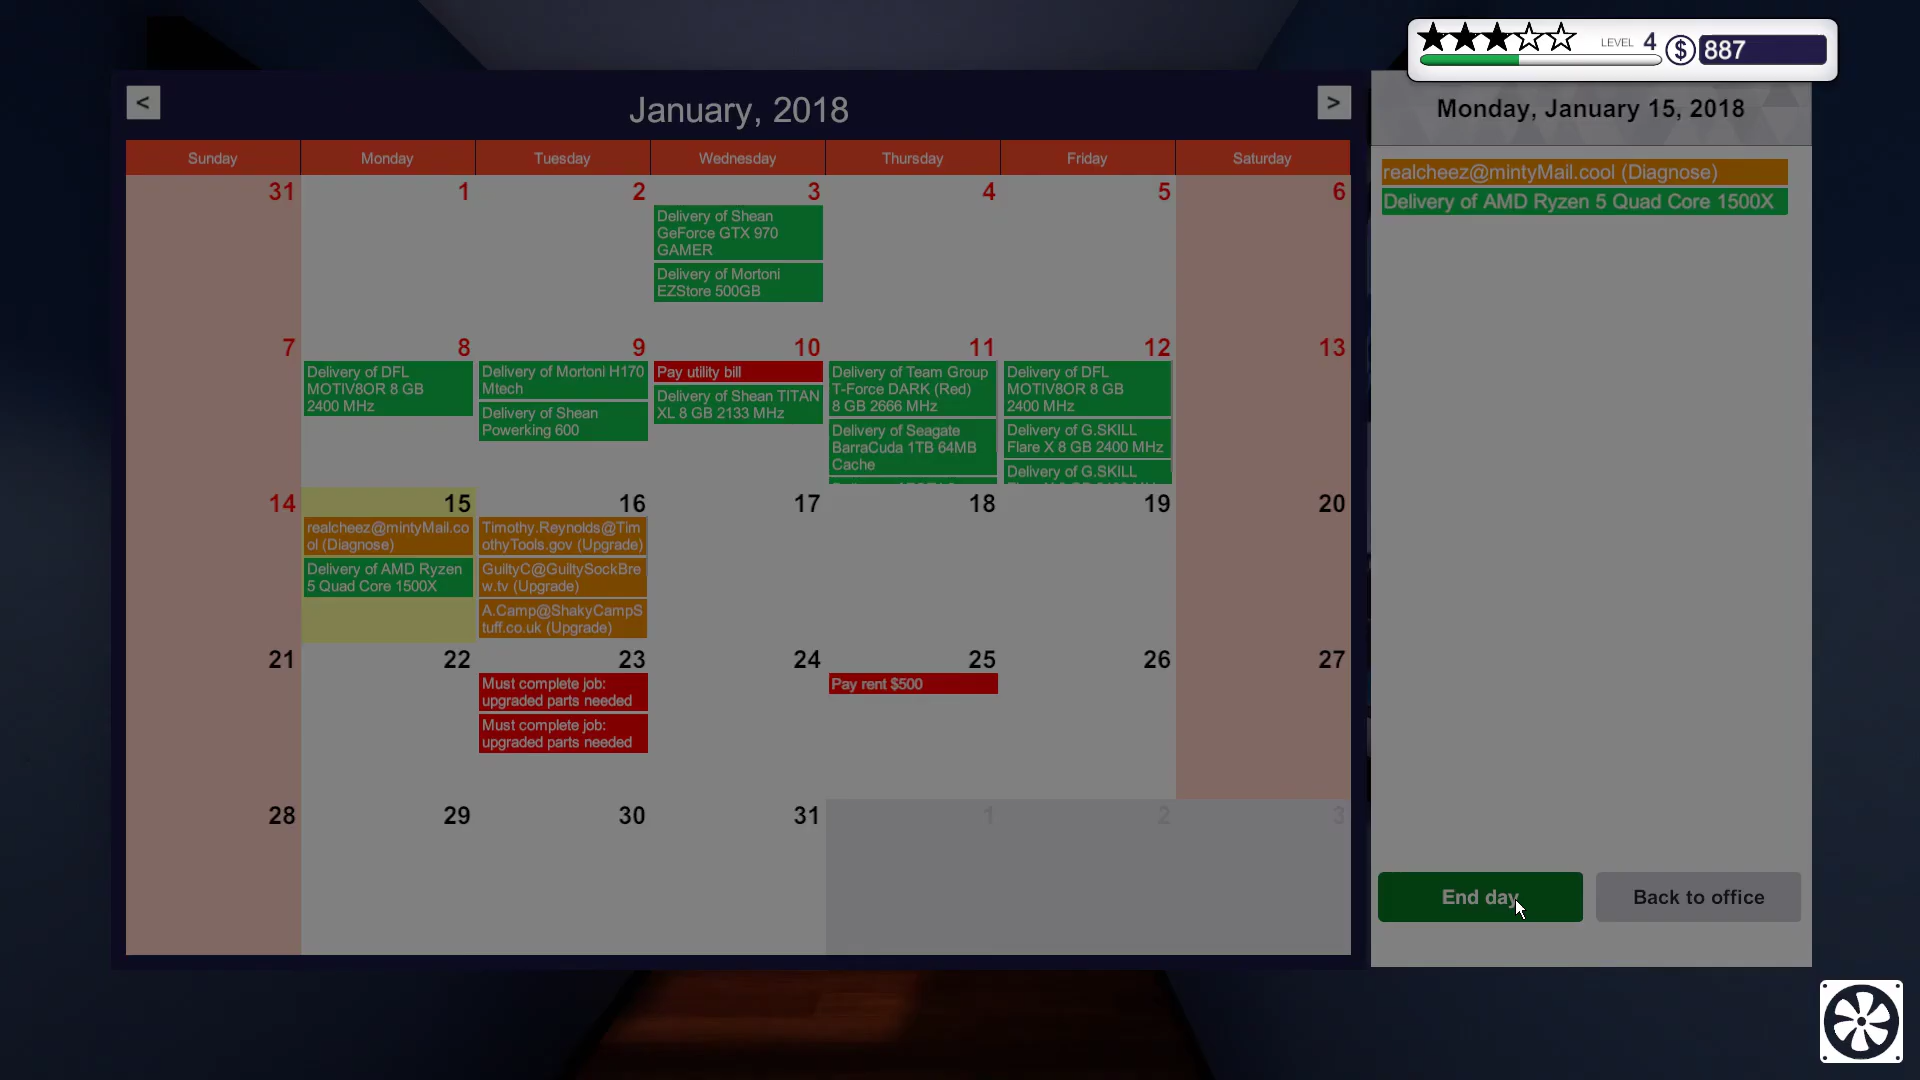 LEVEL 4 $ 887
< January, 2018 >
Monday, January 15, 2018
Sunday Monday Tuesday Wednesday Thursday Friday Saturday
realcheez@mintyMail.cool (Diagnose)
Delivery of AMD Ryzen 5 Quad Core 1500X
31 1 2 3 4 5 6
Delivery of Shean
GeForce GTX 970
GAMER
Delivery of Mortoni
EZStore 500GB
7 8 9 10 11 12 13
Delivery of DFL
MOTIV8OR 8 GB
2400 MHz
Delivery of Mortoni H170
Mtech
Delivery of Shean
Powerking 600
Pay utility bill
Delivery of Shean TITAN
XL 8 GB 2133 MHz
Delivery of Team Group
T-Force DARK (Red)
8 GB 2666 MHz
Delivery of Seagate
BarraCuda 1TB 64MB
Cache
Delivery of DFL
MOTIV8OR 8 GB
2400 MHz
Delivery of G.SKILL
Flare X 8 GB 2400 MHz
Delivery of G.SKILL
14 15 16 17 18 19 20
realcheez@mintyMail.co
ol (Diagnose)
Delivery of AMD Ryzen
5 Quad Core 1500X
Timothy.Reynolds@Tim
othyTools.gov (Upgrade)
GuiltyC@GuiltySockBre
w.tv (Upgrade)
A.Camp@ShakyCampS
tuff.co.uk (Upgrade)
21 22 23 24 25 26 27
Must complete job:
upgraded parts needed
Must complete job:
upgraded parts needed
Pay rent $500
28 29 30 31 1 2 3
End day
Back to office